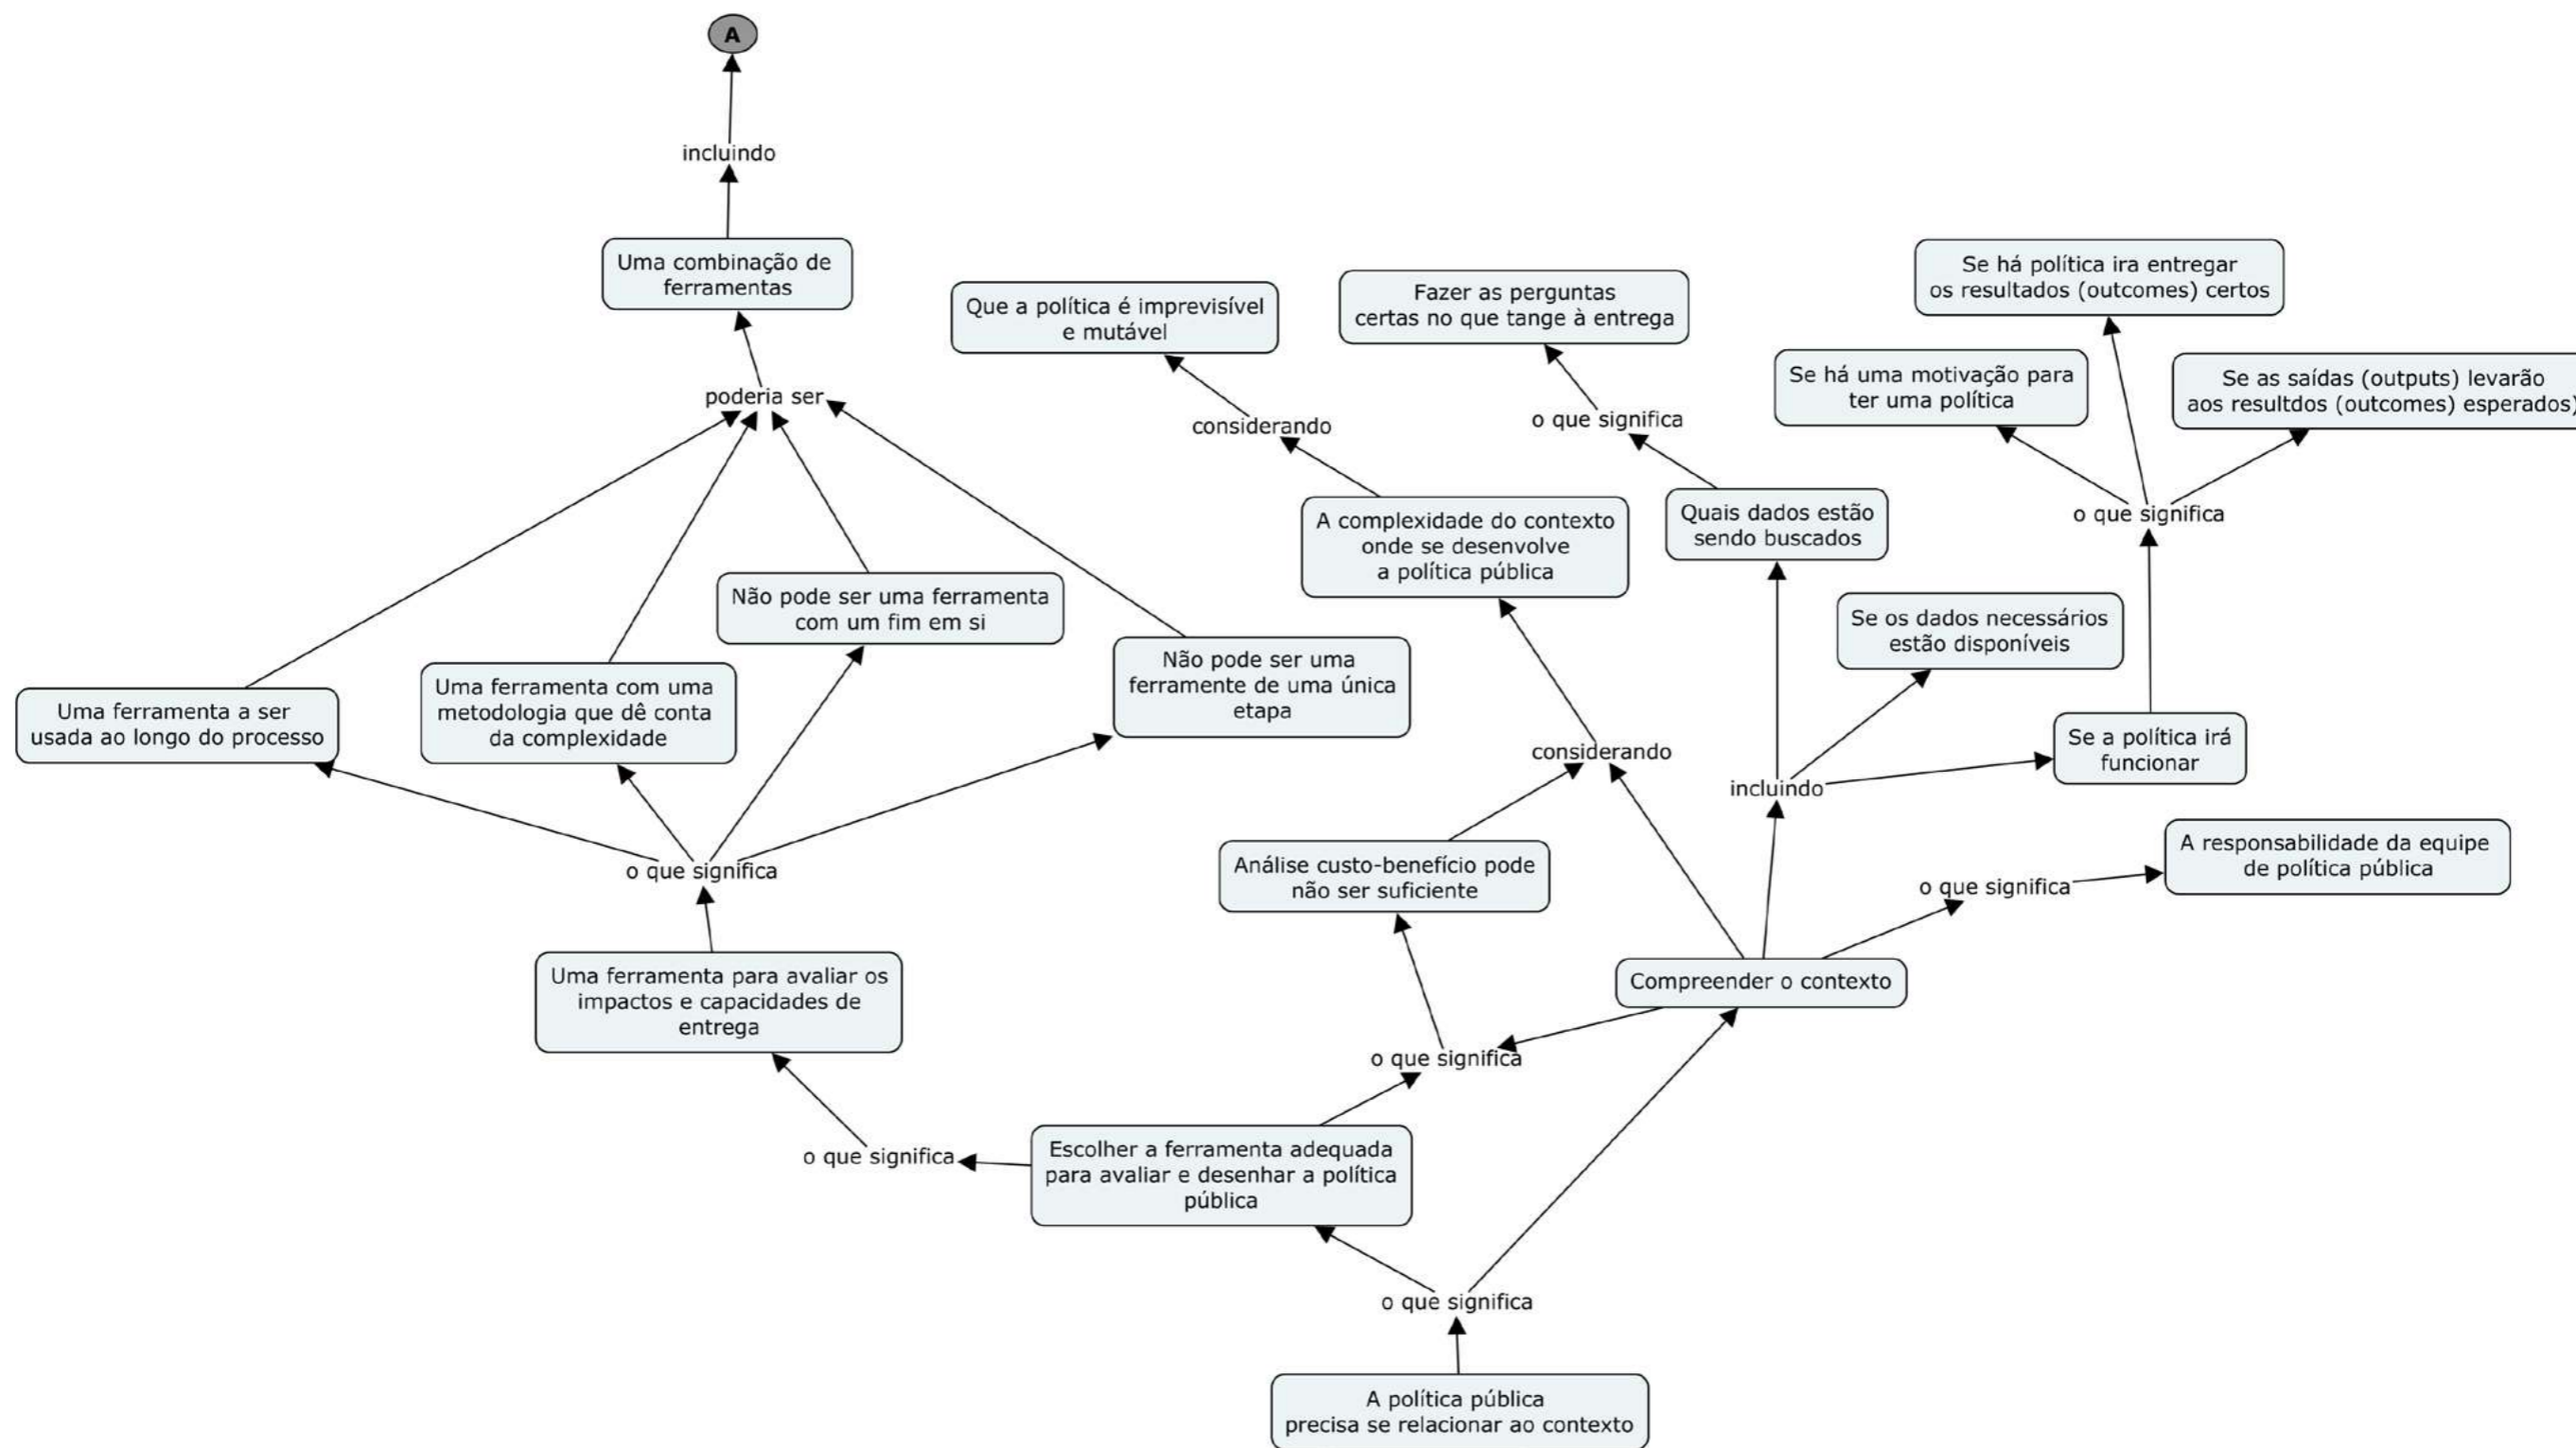 A
incluindo
Uma combinação de
ferramentas
Que a política é imprevisível
e mutável
Fazer as perguntas
certas no que tange à entrega
Se há política ira entregar
os resultados (outcomes) certos
Se há uma motivação para
ter uma política
Se as saídas (outputs) levarão
aos resultdos (outcomes) esperados)
poderia ser
considerando
o que significa
o que significa
A complexidade do contexto
onde se desenvolve
a política pública
Quais dados estão
sendo buscados
Não pode ser uma ferramenta
com um fim em si
Se os dados necessários
estão disponíveis
Uma ferramenta a ser
usada ao longo do processo
Uma ferramenta com uma
metodologia que dê conta
da complexidade
Não pode ser uma
ferramente de uma única
etapa
considerando
incluindo
Se a política irá
funcionar
o que significa
Análise custo-benefício pode
não ser suficiente
o que significa
A responsabilidade da equipe
de política pública
Uma ferramenta para avaliar os
impactos e capacidades de
entrega
Compreender o contexto
o que significa
o que significa
Escolher a ferramenta adequada
para avaliar e desenhar a política
pública
o que significa
A política pública
precisa se relacionar ao contexto